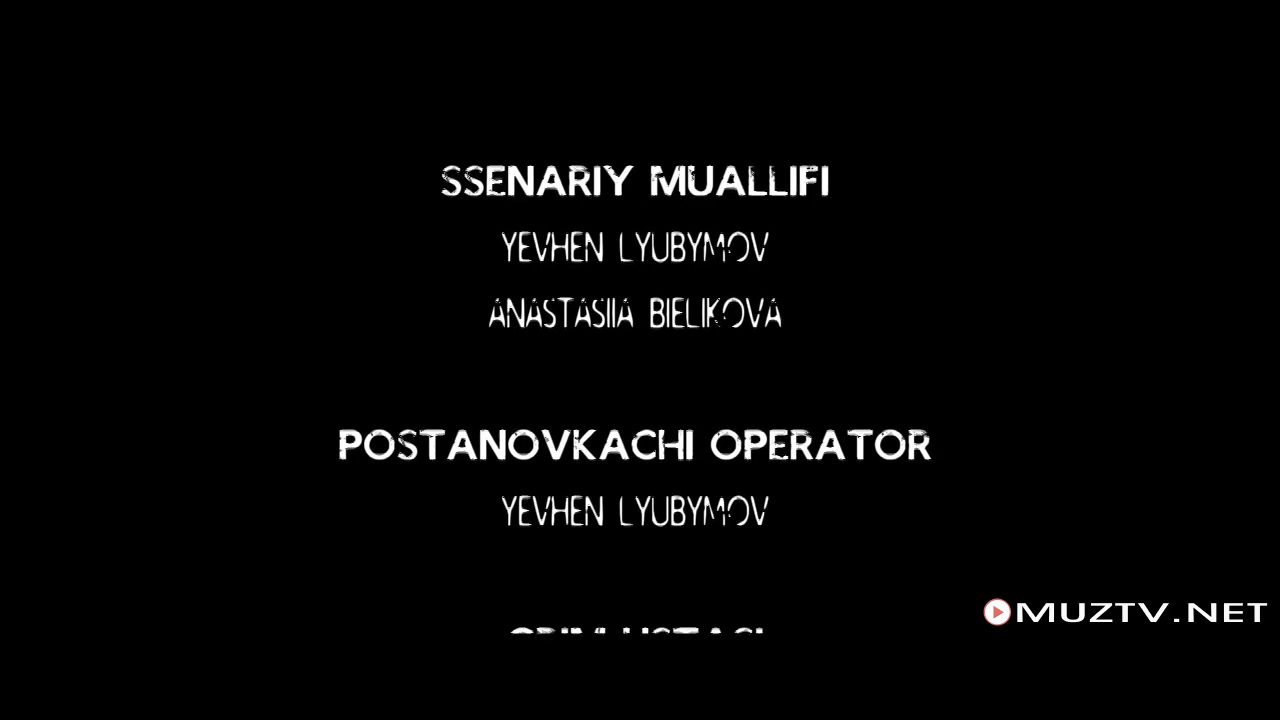 SSENARIY MUALLIFI
YEVHEN LYUBYMOV
ANASTASIIA BIELIKOVA
POSTANOVKACHI OPERATOR
YEVHEN LYUBYMOV
MUZTV.NET